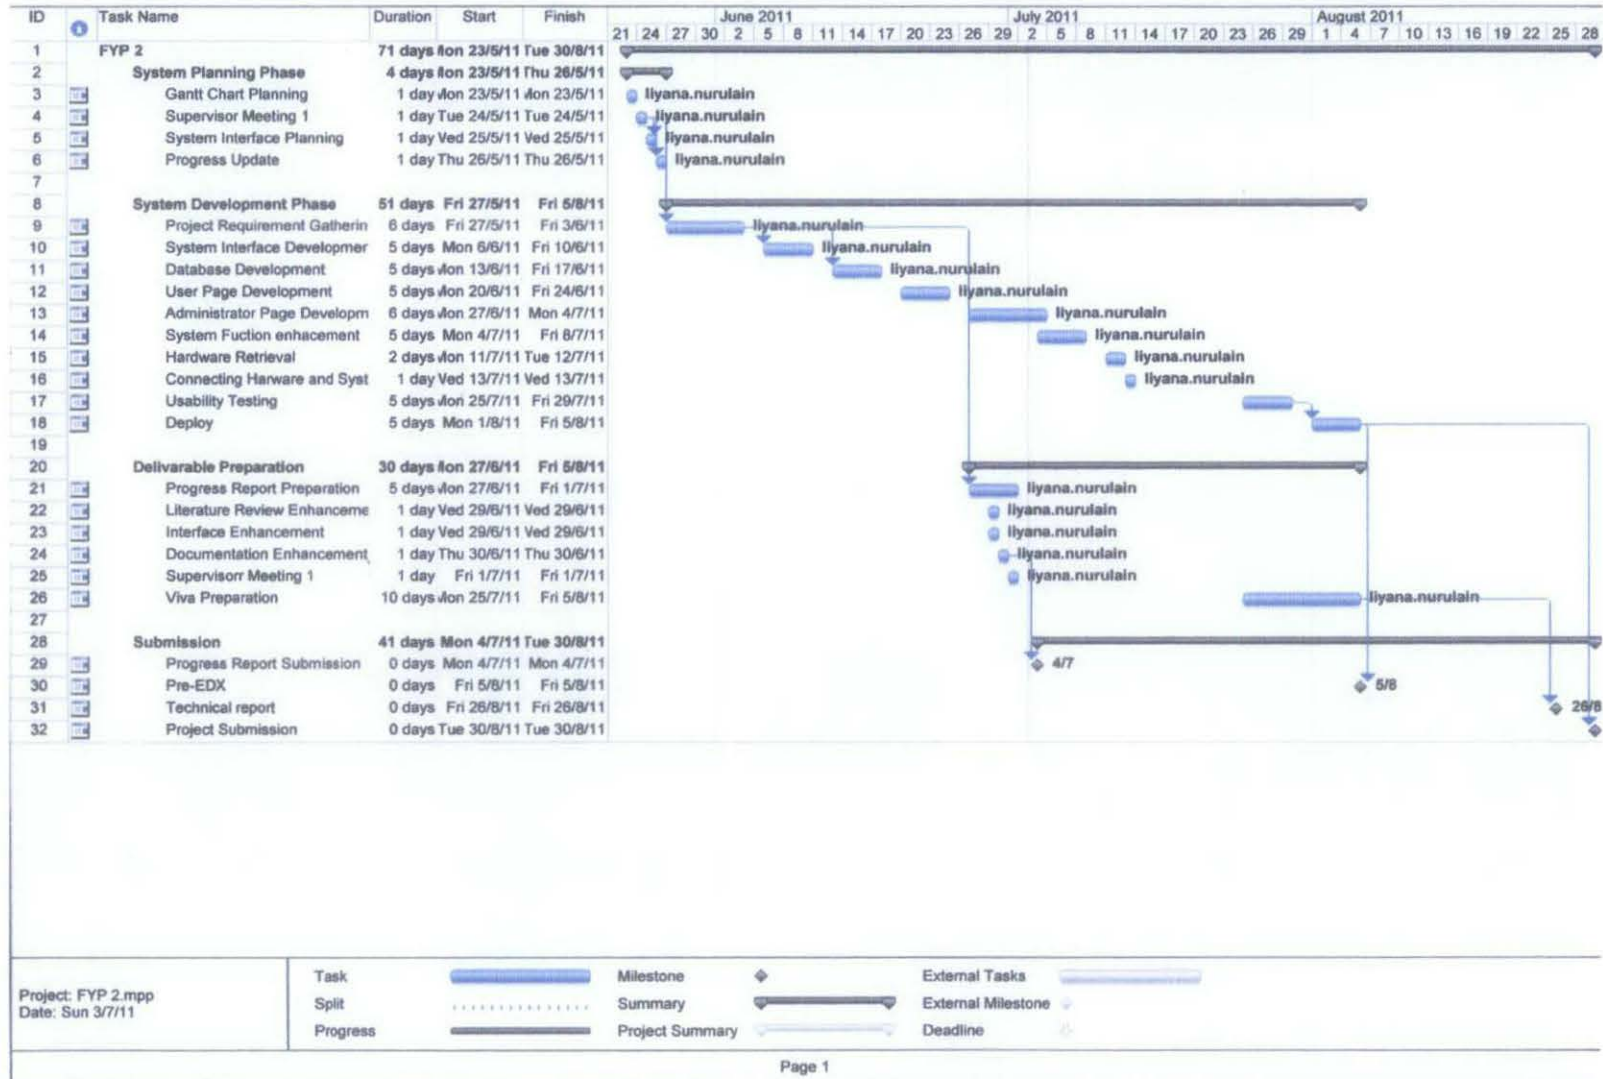 ID Task Name Duration Start Finish June 2011 July 2011 August 2011
21 24 27 30 2 5 8 11 14 17 20 23 26 29 2 5 8 11 14 17 20 23 26 29 1 4 7 10 13 16 19 22 25 28
1 FYP 2 71 days Mon 23/5/11 Tue 30/8/11
2 System Planning Phase 4 days Mon 23/5/11 Thu 26/5/11
3 Gantt Chart Planning 1 day Mon 23/5/11 Mon 23/5/11 liyana.nurulain
4 Supervisor Meeting 1 1 day Tue 24/5/11 Tue 24/5/11 liyana.nurulain
5 System Interface Planning 1 day Wed 25/5/11 Wed 25/5/11 liyana.nurulain
6 Progress Update 1 day Thu 26/5/11 Thu 26/5/11 liyana.nurulain
7
8 System Development Phase 51 days Fri 27/5/11 Fri 5/8/11
9 Project Requirement Gatherin 6 days Fri 27/5/11 Fri 3/6/11 liyana.nurulain
10 System Interface Developmer 5 days Mon 6/6/11 Fri 10/6/11 liyana.nurulain
11 Database Development 5 days Mon 13/6/11 Fri 17/6/11 liyana.nurulain
12 User Page Development 5 days Mon 20/6/11 Fri 24/6/11 liyana.nurulain
13 Administrator Page Developm 6 days Mon 27/6/11 Mon 4/7/11 liyana.nurulain
14 System Fuction enhacement 5 days Mon 4/7/11 Fri 8/7/11 liyana.nurulain
15 Hardware Retrieval 2 days Mon 11/7/11 Tue 12/7/11 liyana.nurulain
16 Connecting Harware and Syst 1 day Wed 13/7/11 Wed 13/7/11 liyana.nurulain
17 Usability Testing 5 days Mon 25/7/11 Fri 29/7/11
18 Deploy 5 days Mon 1/8/11 Fri 5/8/11
19
20 Delivarable Preparation 30 days Mon 27/6/11 Fri 5/8/11
21 Progress Report Preparation 5 days Mon 27/6/11 Fri 1/7/11 liyana.nurulain
22 Literature Review Enhanceme 1 day Wed 29/6/11 Wed 29/6/11 liyana.nurulain
23 Interface Enhancement 1 day Wed 29/6/11 Wed 29/6/11 liyana.nurulain
24 Documentation Enhancement 1 day Thu 30/6/11 Thu 30/6/11 liyana.nurulain
25 Supervisorr Meeting 1 1 day Fri 1/7/11 Fri 1/7/11 liyana.nurulain
26 Viva Preparation 10 days Mon 25/7/11 Fri 5/8/11 liyana.nurulain
27
28 Submission 41 days Mon 4/7/11 Tue 30/8/11
29 Progress Report Submission 0 days Mon 4/7/11 Mon 4/7/11 4/7
30 Pre-EDX 0 days Fri 5/8/11 Fri 5/8/11 5/8
31 Technical report 0 days Fri 26/8/11 Fri 26/8/11 26/8
32 Project Submission 0 days Tue 30/8/11 Tue 30/8/11
Project: FYP 2.mpp
Date: Sun 3/7/11
Task Milestone External Tasks
Split Summary External Milestone
Progress Project Summary Deadline
Page 1